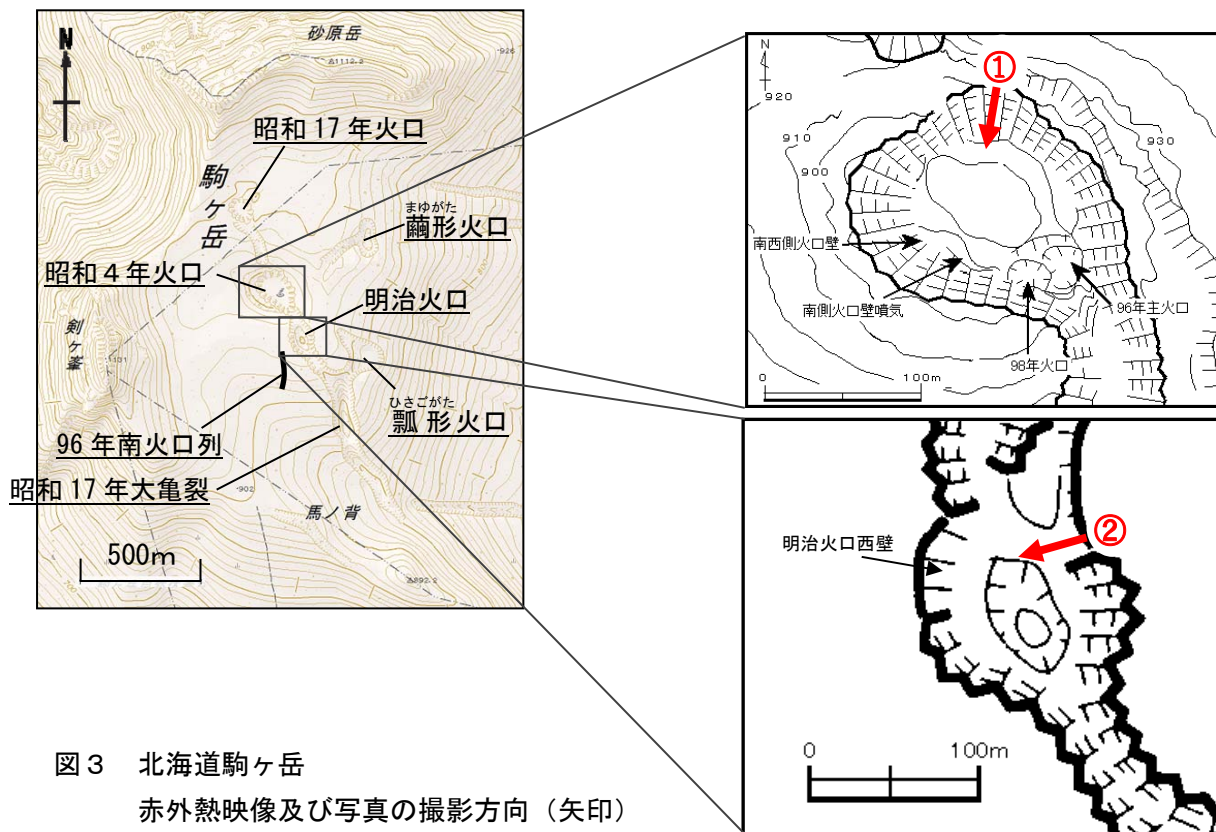 N
砂原岳
900
・926
△1112.2
昭和17年火口
駒ヶ岳
まゆがた
繭形火口
昭和4年火口
明治火口
剣ヶ峯
ひさごがた
瓢形火口
96年南火口列
昭和17年大亀裂
・902
馬ノ背
500m
△892.2
N
①
920
910
900
930
南西側火口壁
南側火口壁噴気
96年主火口
98年火口
0 100m
明治火口西壁
②
0 100m
図3 北海道駒ヶ岳
赤外熱映像及び写真の撮影方向（矢印）